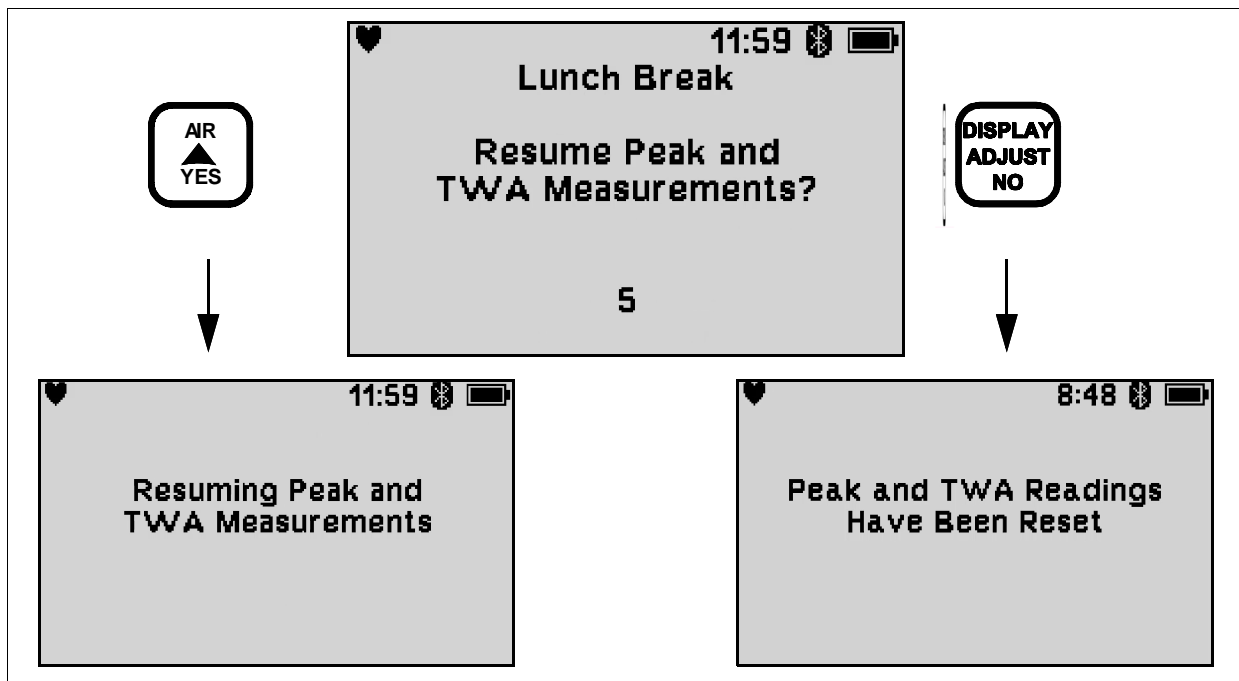 11:59
Lunch Break
Resume Peak and
TWA Measurements?
5
AIR
YES
DISPLAY
ADJUST
NO
11:59
Resuming Peak and
TWA Measurements
8:48
Peak and TWA Readings
Have Been Reset